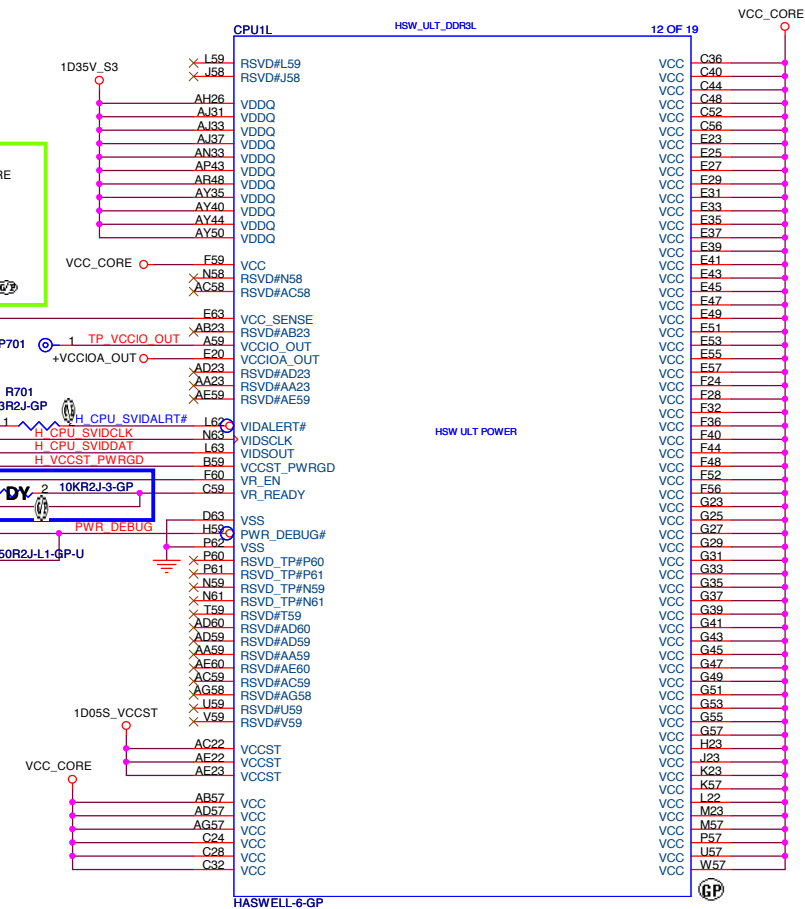 VCC_CORE
CPU1L HSW_ULT_DDR3L 12 OF 19
1D35V_S3
L59 RSVD#L59 VCC C36
J58 RSVD#J58 VCC C40
VCC C44
AH26 VDDQ VCC C48
AJ31 VDDQ VCC C52
AJ33 VDDQ VCC C56
AJ37 VDDQ VCC E23
AN33 VDDQ VCC E25
AP43 VDDQ VCC E27
AR48 VDDQ VCC E29
AY35 VDDQ VCC E31
AY40 VDDQ VCC E33
AY44 VDDQ VCC E35
AY50 VDDQ VCC E37
VCC E39
VCC_CORE F59 VCC VCC E41
N58 RSVD#N58 VCC E43
AC58 RSVD#AC58 VCC E45
VCC E47
E63 VCC_SENSE VCC E49
AB23 RSVD#AB23 VCC E51
P701 1 TP_VCCIO_OUT A59 VCCIO_OUT VCC E53
+VCCIOA_OUT E20 VCCIOA_OUT VCC E55
AD23 RSVD#AD23 VCC E57
AA23 RSVD#AA23 VCC F24
AE59 RSVD#AE59 VCC F28
R701
3R2J-GP
VCC F32
1 H_CPU_SVIDALRT# L62 VIDALERT# VCC F36
H_CPU_SVIDCLK N63 VIDSCLK HSW ULT POWER VCC F40
H_CPU_SVIDDAT L63 VIDSOUT VCC F44
H_VCCST_PWRGD B59 VCCST_PWRGD VCC F48
F60 VR_EN VCC F52
DY 2 10KR2J-3-GP C59 VR_READY VCC F56
VCC G23
D63 VSS VCC G25
PWR_DEBUG H59 PWR_DEBUG# VCC G27
P62 VSS VCC G29
50R2J-L1-GP-U P60 RSVD_TP#P60 VCC G31
P61 RSVD_TP#P61 VCC G33
N59 RSVD_TP#N59 VCC G35
N61 RSVD_TP#N61 VCC G37
T59 RSVD#T59 VCC G39
AD60 RSVD#AD60 VCC G41
AD59 RSVD#AD59 VCC G43
AA59 RSVD#AA59 VCC G45
AE60 RSVD#AE60 VCC G47
AC59 RSVD#AC59 VCC G49
AG58 RSVD#AG58 VCC G51
U59 RSVD#U59 VCC G53
V59 RSVD#V59 VCC G55
1D05S_VCCST
VCC G57
AC22 VCCST VCC H23
AE22 VCCST VCC J23
AE23 VCCST VCC K23
VCC_CORE
VCC K57
AB57 VCC VCC L22
AD57 VCC VCC M23
AG57 VCC VCC M57
C24 VCC VCC P57
C28 VCC VCC U57
C32 VCC VCC W57
GP
HASWELL-6-GP